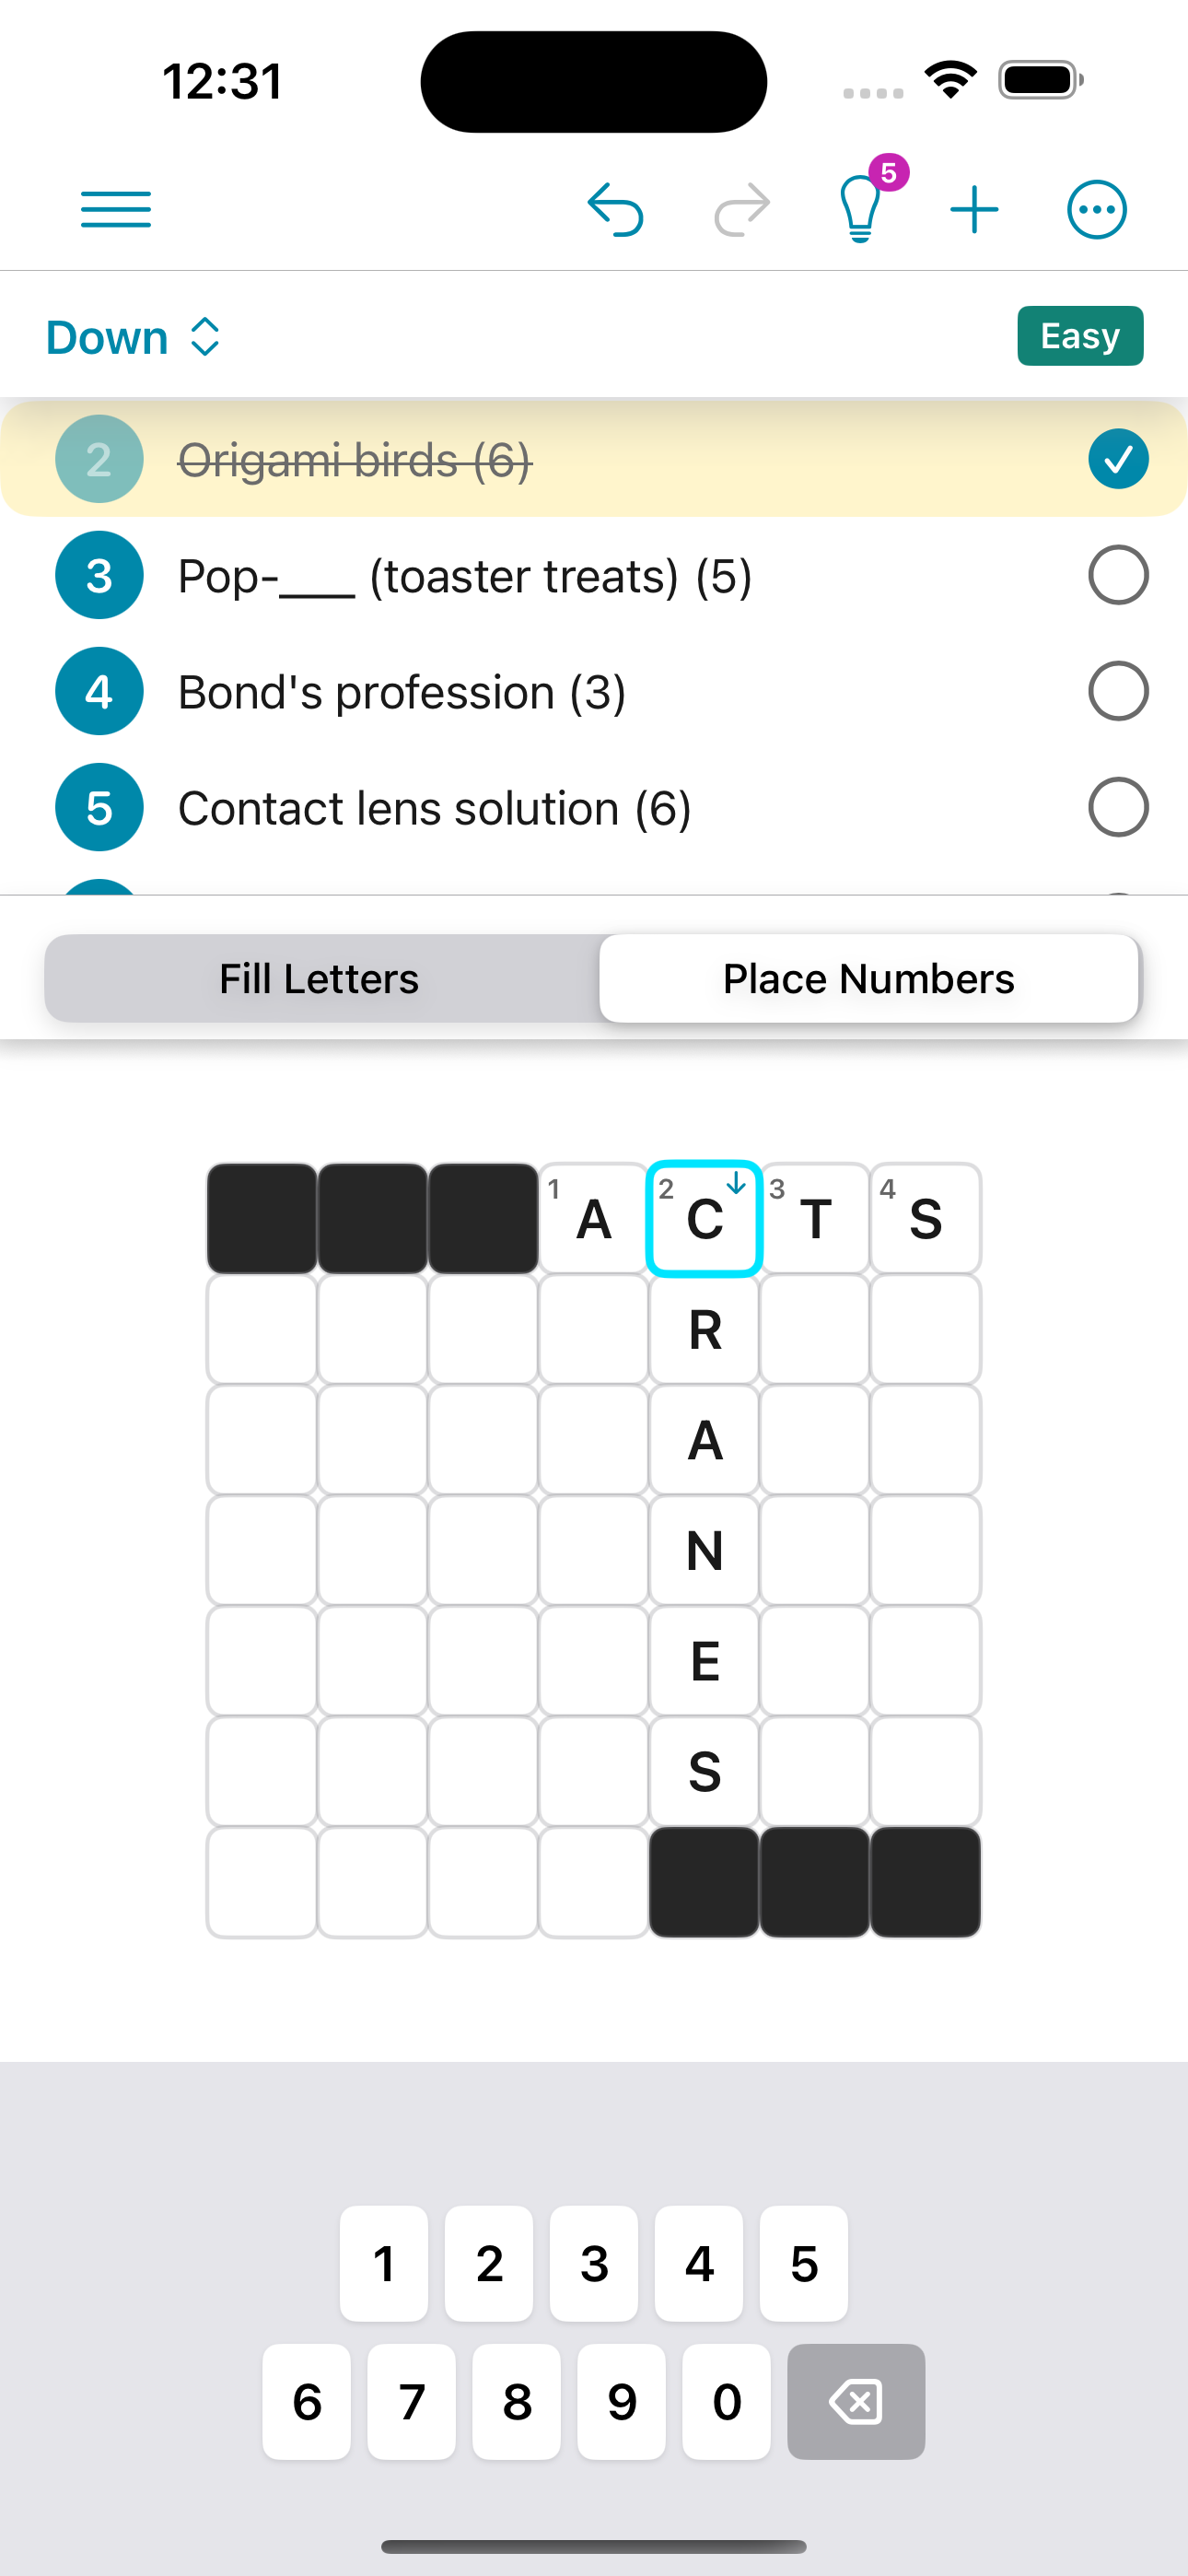 12:31
5
Down
Easy
2 Origami birds (6)
3 Pop-____ (toaster treats) (5)
4 Bond's profession (3)
5 Contact lens solution (6)
Fill Letters Place Numbers
1 A 2 C 3 T 4 S
R
A
N
E
S
1 2 3 4 5
6 7 8 9 0